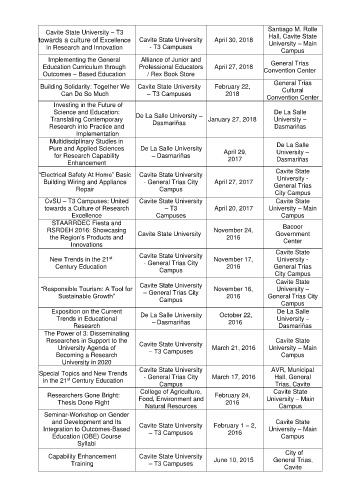 Cavite State University – T3
towards a culture of Excellence
in Research and Innovation
Cavite State University
- T3 Campuses
April 30, 2018
Santiago M. Rolle
Hall, Cavite State
University – Main
Campus
Implementing the General
Education Curriculum through
Outcomes – Based Education
Alliance of Junior and
Professional Educators
/ Rex Book Store
April 27, 2018
General Trias
Convention Center
Building Solidarity: Together We
Can Do So Much
Cavite State University
– T3 Campuses
February 22,
2018
General Trias
Cultural
Convention Center
Investing in the Future of
Science and Education:
Translating Contemporary
Research into Practice and
Implementation
De La Salle University –
Dasmariñas
January 27, 2018
De La Salle
University –
Dasmariñas
Multidisciplinary Studies in
Pure and Applied Sciences
for Research Capability
Enhancement
De La Salle University
– Dasmariñas
April 29,
2017
De La Salle
University –
Dasmariñas
"Electrical Safety At Home" Basic
Building Wiring and Appliance
Repair
Cavite State University
- General Trias City
Campus
April 27, 2017
Cavite State
University -
General Trias
City Campus
CvSU – T3 Campuses: United
towards a Culture of Research
Excellence
Cavite State University
– T3
Campuses
April 20, 2017
Cavite State
University – Main
Campus
STAARRDEC Fiesta and
RSRDEH 2016: Showcasing
the Region's Products and
Innovations
Cavite State University
November 24,
2016
Bacoor
Government
Center
New Trends in the 21st
Century Education
Cavite State University
- General Trias City
Campus
November 17,
2016
Cavite State
University -
General Trias
City Campus
"Responsible Tourism: A Tool for
Sustainable Growth"
Cavite State University
– General Trias City
Campus
November 16,
2016
Cavite State
University –
General Trias City
Campus
Exposition on the Current
Trends in Educational
Research
De La Salle University
– Dasmariñas
October 22,
2016
De La Salle
University -
Dasmariñas
The Power of 3: Disseminating
Researches in Support to the
University Agenda of
Becoming a Research
University in 2020
Cavite State University
– T3 Campuses
March 21, 2016
Cavite State
University – Main
Campus
Special Topics and New Trends
in the 21st Century Education
Cavite State University
- General Trias City
Campus
March 17, 2016
AVR, Municipal
Hall, General
Trias, Cavite
Researchers Gone Bright:
Thesis Done Right
College of Agriculture,
Food, Environment and
Natural Resources
February 24,
2016
Cavite State
University – Main
Campus
Seminar-Workshop on Gender
and Development and Its
Integration to Outcomes-Based
Education (OBE) Course
Syllabi
Cavite State University
– T3 Campuses
February 1 – 2,
2016
Cavite State
University – Main
Campus
Capability Enhancement
Training
Cavite State University
– T3 Campuses
June 10, 2015
City of
General Trias,
Cavite